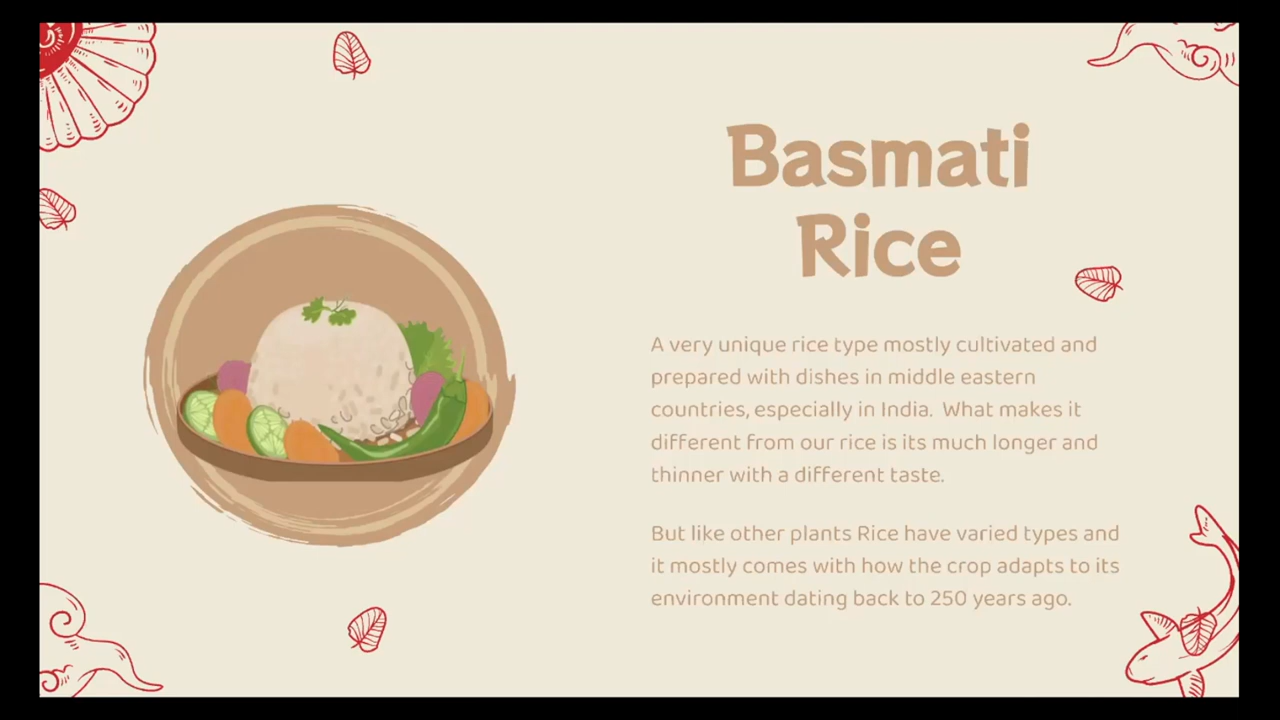 Basmati
Rice
A very unique rice type mostly cultivated and
prepared with dishes in middle eastern
countries, especially in India.  What makes it
different from our rice is its much longer and
thinner with a different taste.
But like other plants Rice have varied types and
it mostly comes with how the crop adapts to its
environment dating back to 250 years ago.